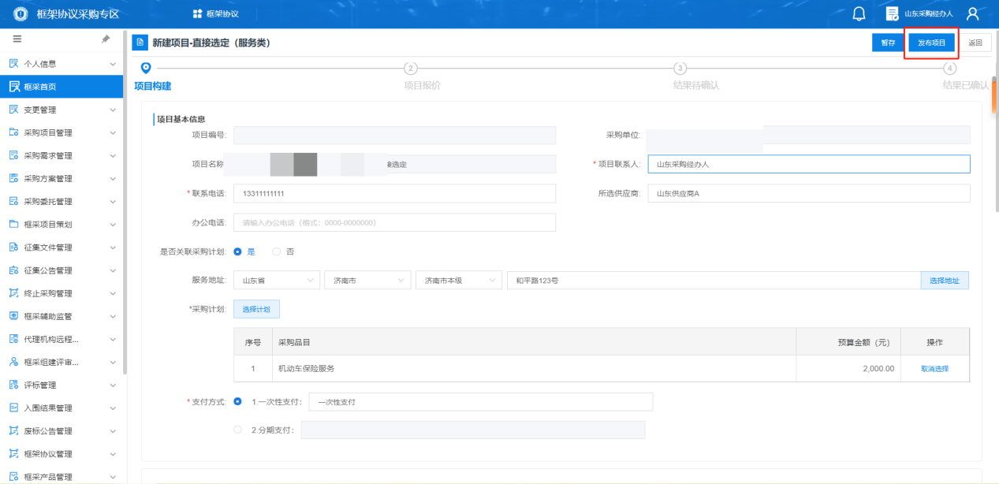 框架协议采购专区
框架协议
山东采购经办人
个人信息
框采首页
变更管理
采购项目管理
采购需求管理
采购方案管理
采购委托管理
框采项目策划
征集文件管理
征集公告管理
终止采购管理
框采辅助监管
代理机构远程...
框采组建评审...
评标管理
入围结果管理
废标公告管理
框架协议管理
框采产品管理
新建项目-直接选定（服务类）
暂存
发布项目
返回
项目构建
2
项目报价
3
结果待确认
4
结果已确认
项目基本信息
项目编号:
采购单位:
项目名称
选定
*项目联系人: 山东采购经办人
*联系电话: 13311111111
所选供应商: 山东供应商A
办公电话: 请输入办公电话（格式：0000-0000000）
是否关联采购计划: 是 否
服务地址: 山东省 济南市 济南市本级 和平路123号 选择地址
*采购计划: 选择计划
序号 采购品目 预算金额（元） 操作
1 机动车保险服务 2,000.00 取消选择
*支付方式: 1.一次性支付： 一次性支付
2.分期支付：